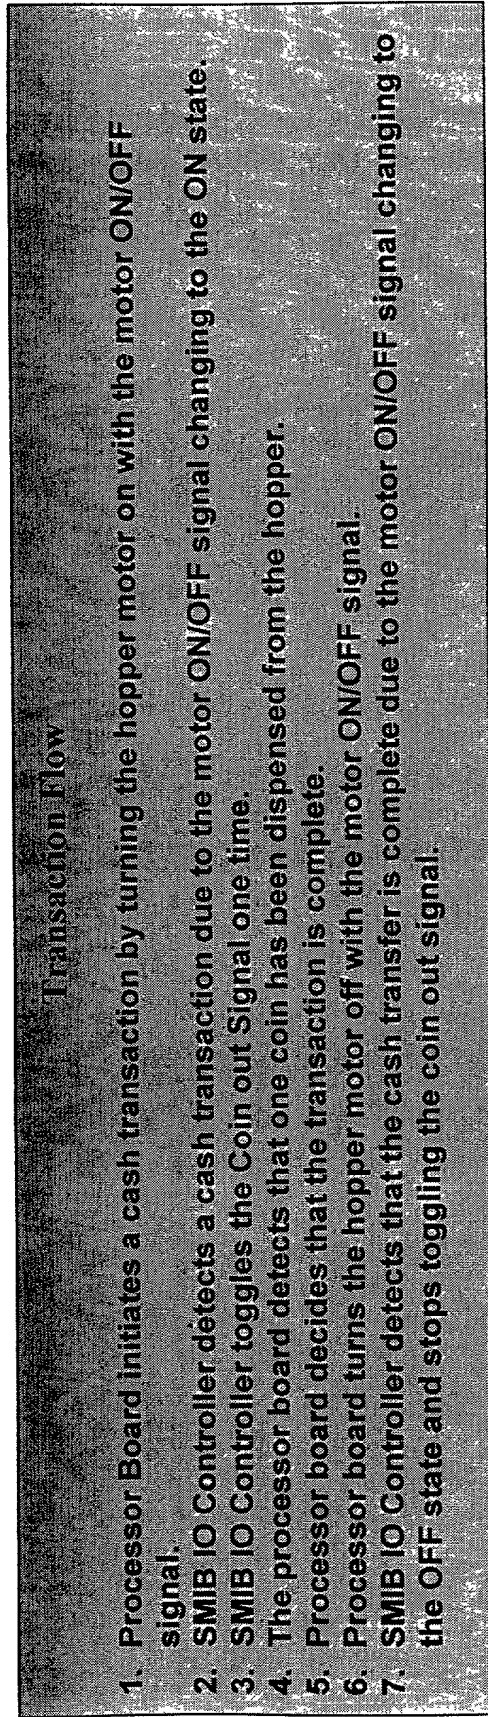 Transaction Flow
1. Processor Board initiates a cash transaction by turning the hopper motor on with the motor ON/OFF
signal.
2. SMIB IO Controller detects a cash transaction due to the motor ON/OFF signal changing to the ON state.
3. SMIB IO Controller toggles the Coin out Signal one time.
4. The processor board detects that one coin has been dispensed from the hopper.
5. Processor board decides that the transaction is complete.
6. Processor board turns the hopper motor off with the motor ON/OFF signal.
7. SMIB IO Controller detects that the cash transfer is complete due to the motor ON/OFF signal changing to
the OFF state and stops toggling the coin out signal.